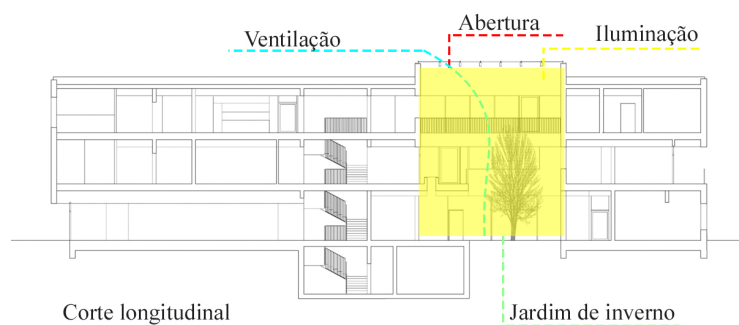 Abertura
Ventilação
Iluminação
Corte longitudinal
Jardim de inverno